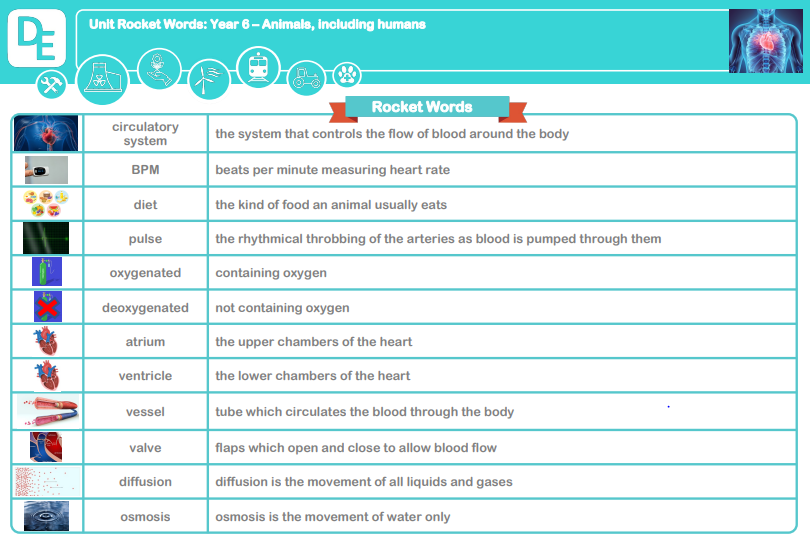 DE
Unit Rocket Words: Year 6 – Animals, including humans
Rocket Words
circulatory system
the system that controls the flow of blood around the body
BPM
beats per minute measuring heart rate
diet
the kind of food an animal usually eats
pulse
the rhythmical throbbing of the arteries as blood is pumped through them
oxygenated
containing oxygen
deoxygenated
not containing oxygen
atrium
the upper chambers of the heart
ventricle
the lower chambers of the heart
vessel
tube which circulates the blood through the body
valve
flaps which open and close to allow blood flow
diffusion
diffusion is the movement of all liquids and gases
osmosis
osmosis is the movement of water only